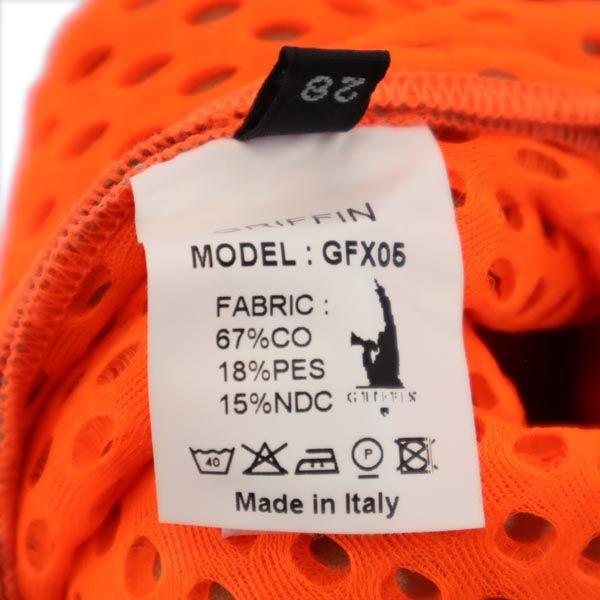 28
GRIFFIN
MODEL : GFX05
FABRIC :
67%CO
18%PES
15%NDC
GRIFFIN
40
P
Made in Italy